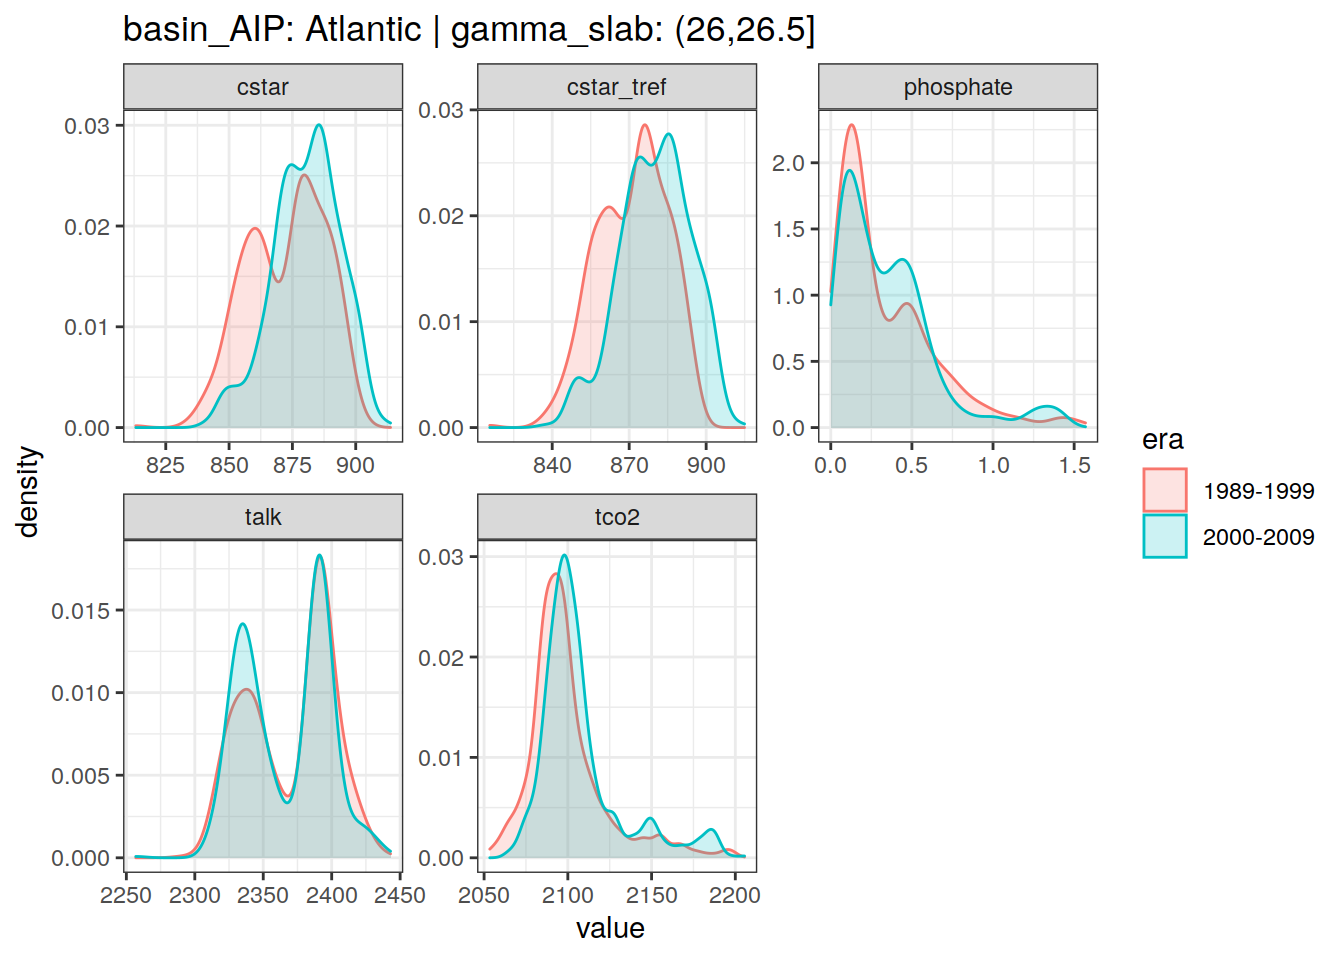 basin_AIP: Atlantic | gamma_slab: (26,26.5]
cstar
cstar_tref
phosphate
0.03
0.02
0.01
0.00
825 850 875 900
0.03
0.02
0.01
0.00
840 870 900
2.0
1.5
1.0
0.5
0.0
0.0 0.5 1.0 1.5
talk
tco2
0.015
0.010
0.005
0.000
2250 2300 2350 2400 2450
0.03
0.02
0.01
0.00
2050 2100 2150 2200
density
value
era
1989-1999
2000-2009